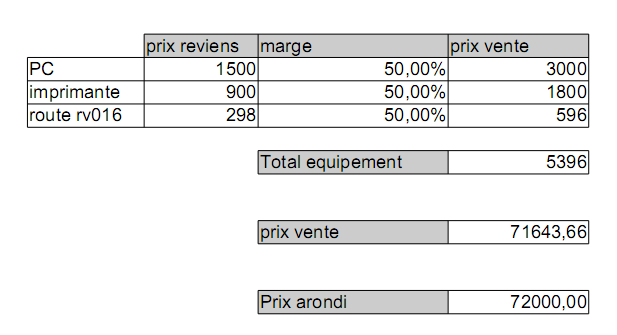 prix reviens marge prix vente
PC 1500 50,00% 3000
imprimante 900 50,00% 1800
route rv016 298 50,00% 596
Total equipement 5396
prix vente 71643,66
Prix arondi 72000,00